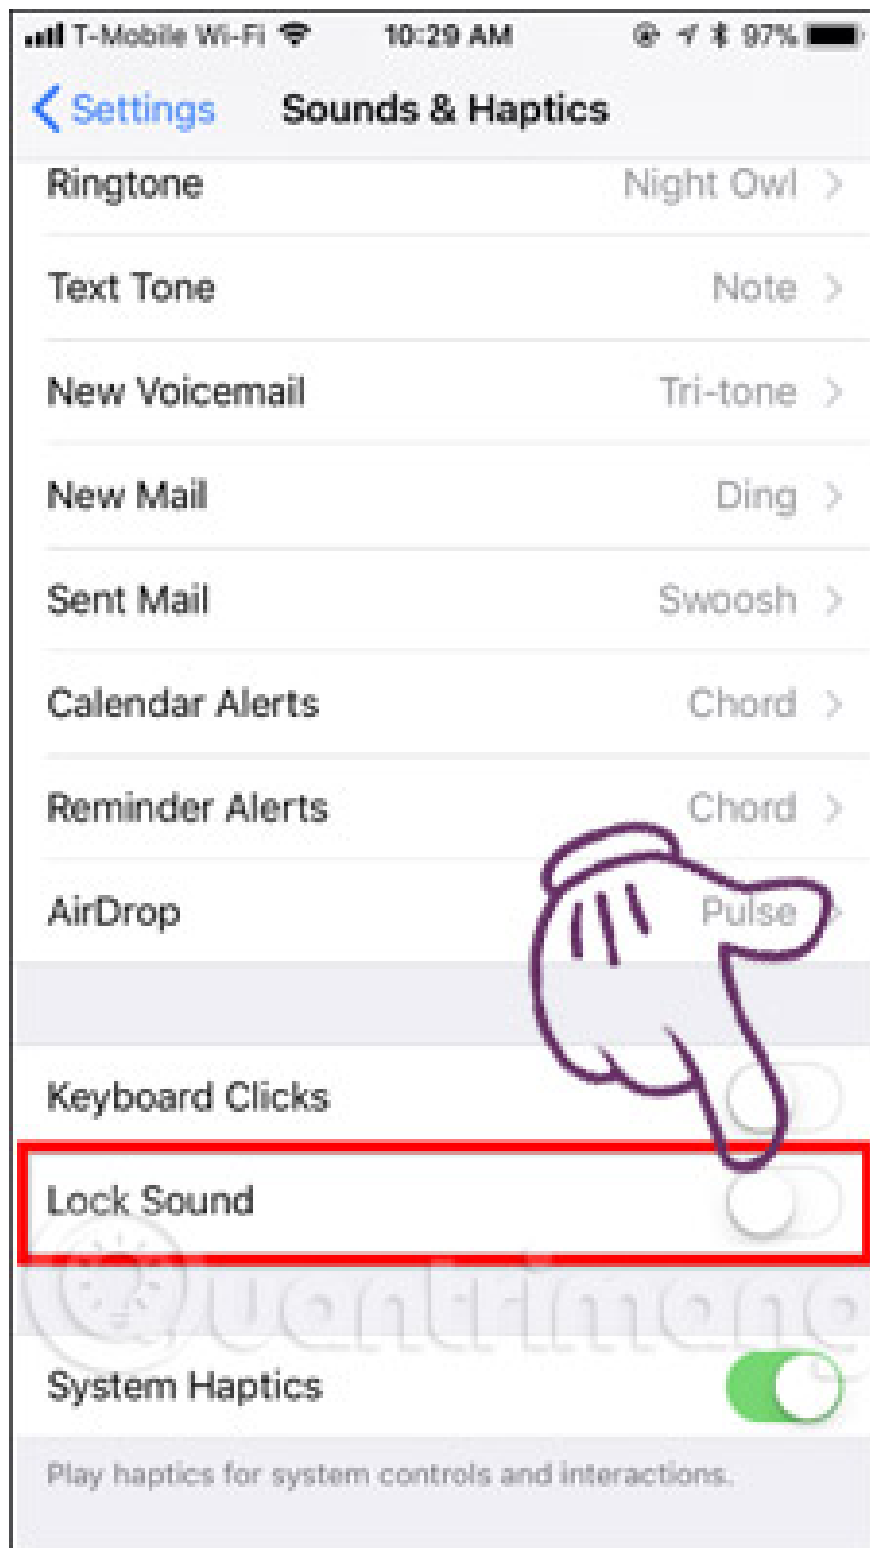 T-Mobile Wi-Fi 10:29 AM 97%
Settings Sounds & Haptics
Ringtone Night Owl
Text Tone Note
New Voicemail Tri-tone
New Mail Ding
Sent Mail Swoosh
Calendar Alerts Chord
Reminder Alerts Chord
AirDrop Pulse
Keyboard Clicks
Lock Sound
Quantrimang
System Haptics
Play haptics for system controls and interactions.